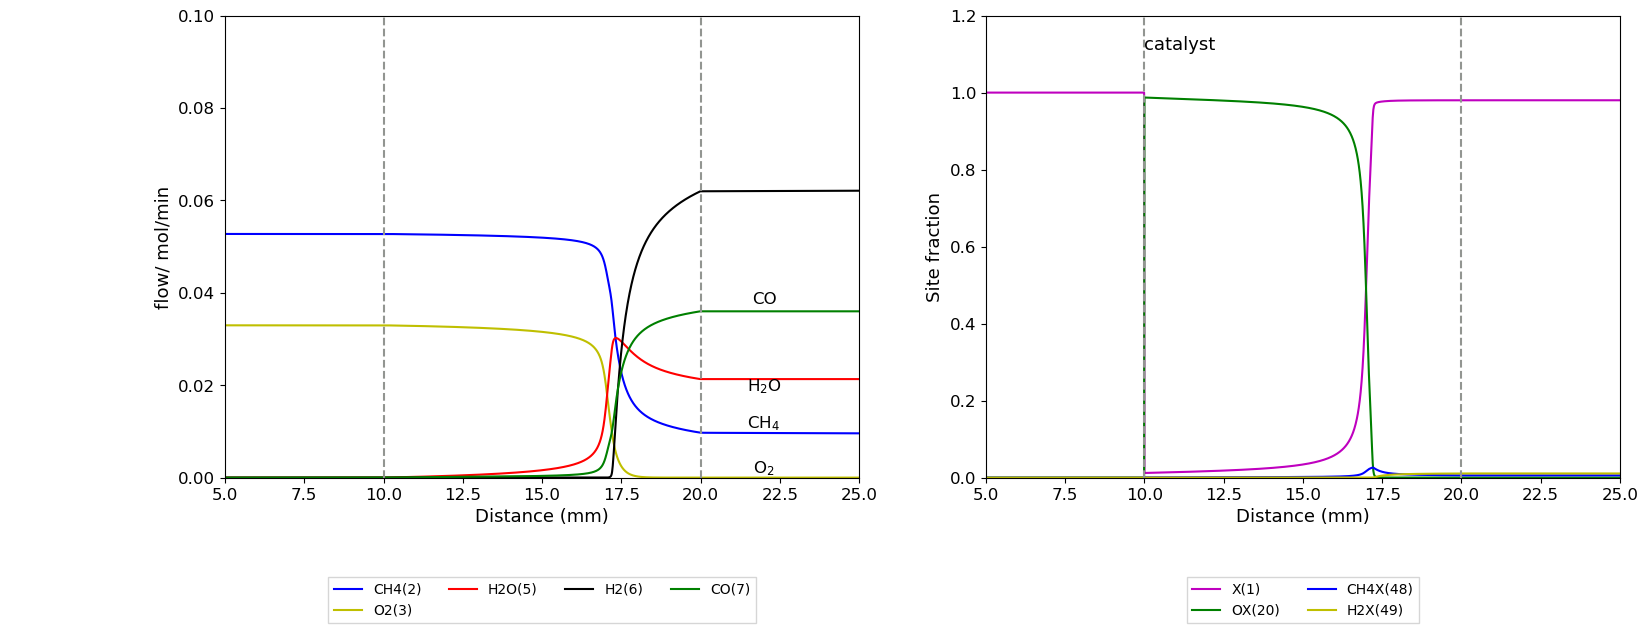 0.10
0.08
0.06
0.04
0.02
0.00
flow/ mol/min
CO
H₂O
CH₄
O₂
5.0 7.5 10.0 12.5 15.0 17.5 20.0 22.5 25.0
Distance (mm)
CH4(2) H2O(5) H2(6) CO(7)
O2(3)
1.2
1.0
0.8
0.6
0.4
0.2
0.0
Site fraction
catalyst
5.0 7.5 10.0 12.5 15.0 17.5 20.0 22.5 25.0
Distance (mm)
X(1) CH4X(48)
OX(20) H2X(49)